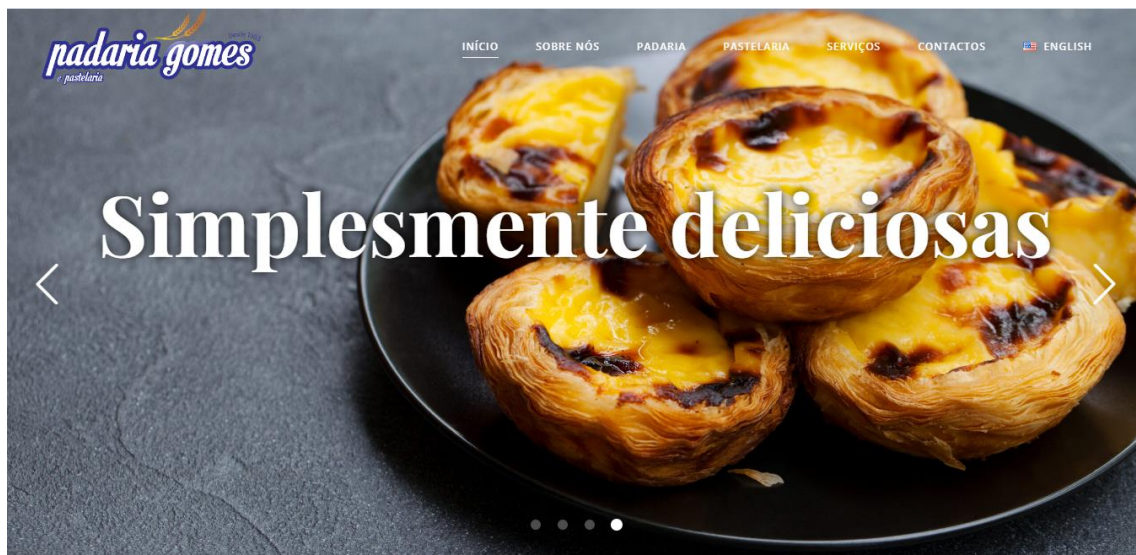 padaria gomes
e pastelaria
INÍCIO SOBRE NÓS PADARIA PASTELARIA SERVIÇOS CONTACTOS ENGLISH
Simplesmente deliciosas